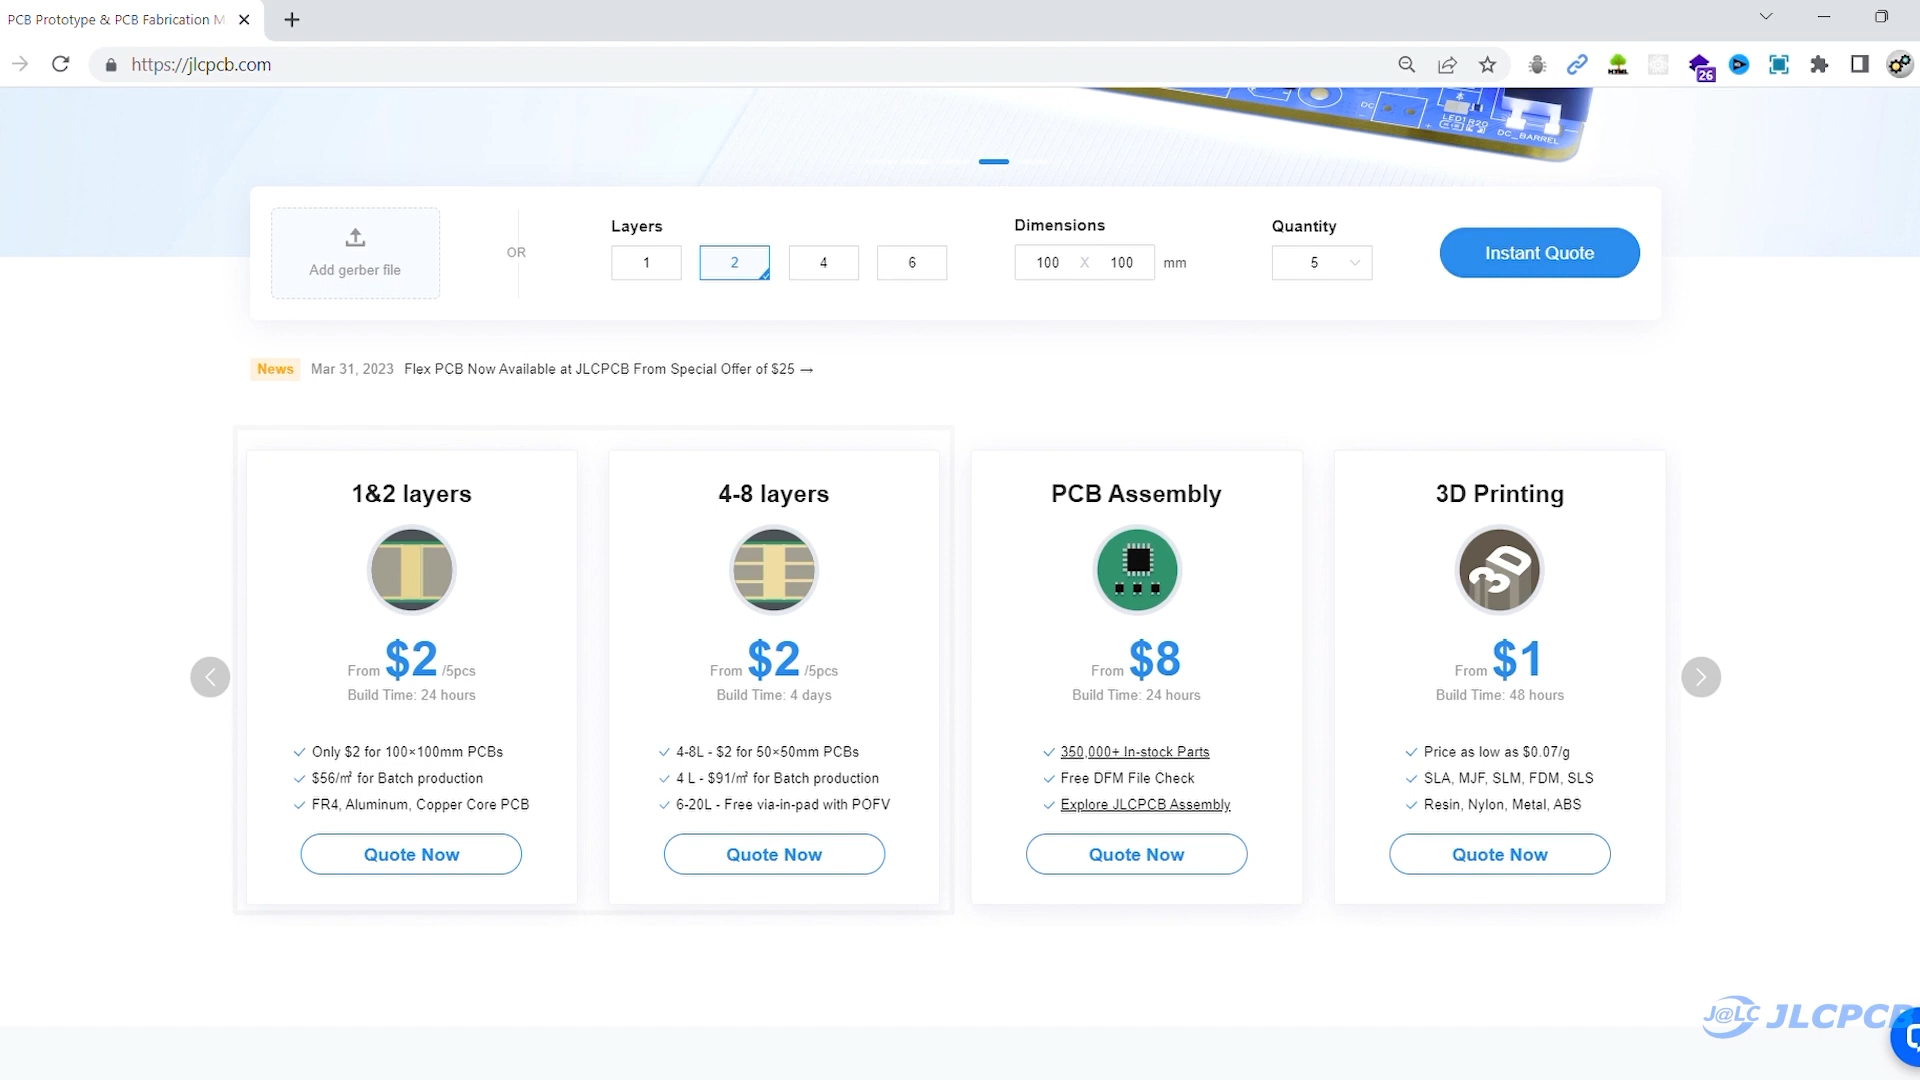 PCB Prototype & PCB Fabrication M
https://jlcpcb.com
26
DC
LED1 R20
DC_BARREL
Add gerber file
OR
Layers
1
2
4
6
Dimensions
100 X 100 mm
Quantity
5
Instant Quote
News Mar 31, 2023 Flex PCB Now Available at JLCPCB From Special Offer of $25 →
1&2 layers
From $2 /5pcs
Build Time: 24 hours
Only $2 for 100×100mm PCBs
$56/㎡ for Batch production
FR4, Aluminum, Copper Core PCB
Quote Now
4-8 layers
From $2 /5pcs
Build Time: 4 days
4-8L - $2 for 50×50mm PCBs
4 L - $91/㎡ for Batch production
6-20L - Free via-in-pad with POFV
Quote Now
PCB Assembly
From $8
Build Time: 24 hours
350,000+ In-stock Parts
Free DFM File Check
Explore JLCPCB Assembly
Quote Now
3D Printing
3D
From $1
Build Time: 48 hours
Price as low as $0.07/g
SLA, MJF, SLM, FDM, SLS
Resin, Nylon, Metal, ABS
Quote Now
J@LC JLCPCB